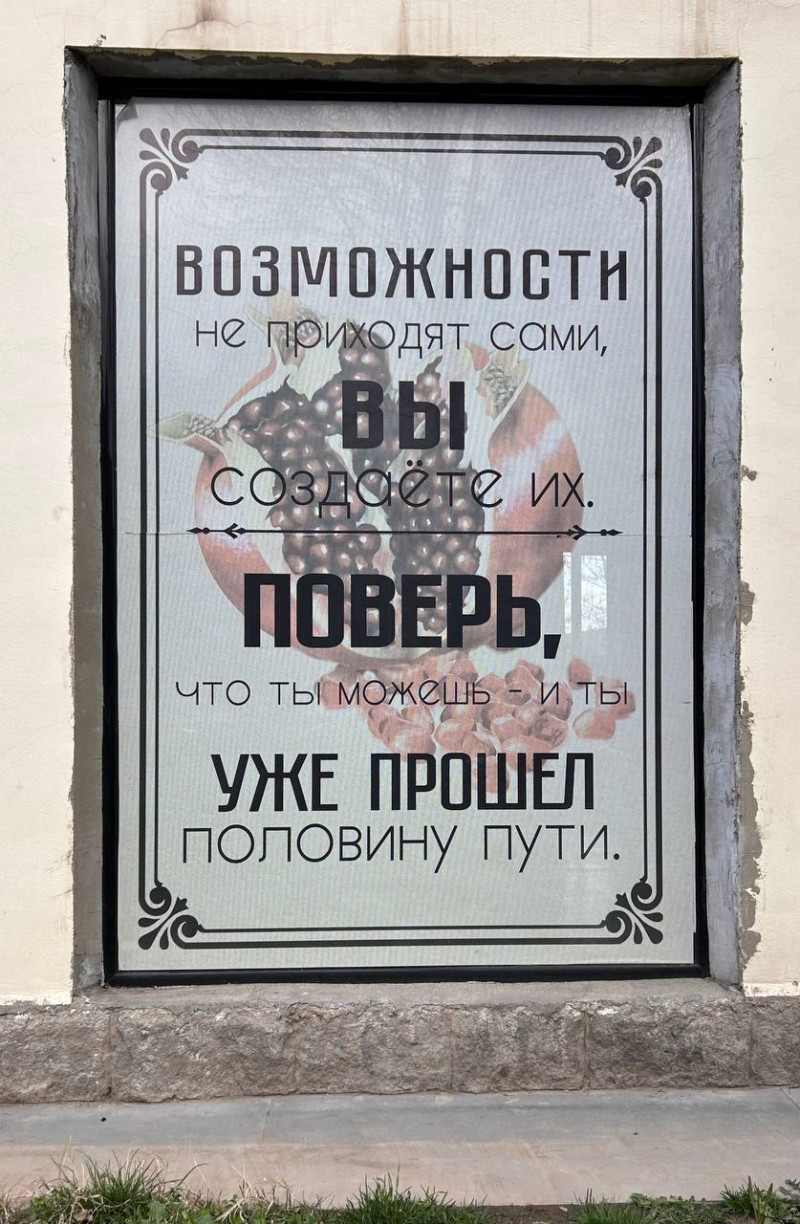 ВОЗМОЖНОСТИ
не приходят сами,
ВЫ
создаёте их.
ПОВЕРЬ,
что ты можешь - и ты
УЖЕ ПРОШЕЛ
половину пути.